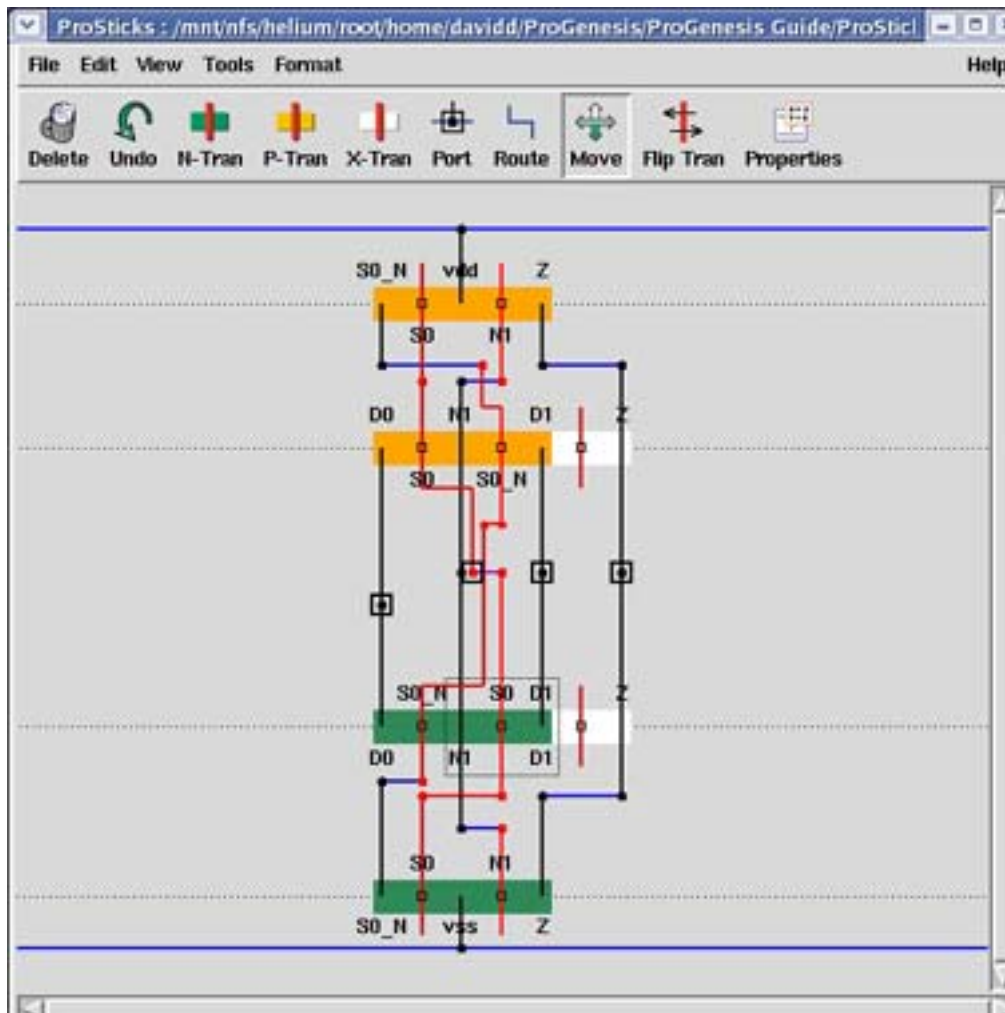 ProSticks : /mnt/nfs/helium/root/home/davidd/ProGenesis/ProGenesis Guide/ProSticl
File Edit View Tools Format Help
Delete Undo N-Tran P-Tran X-Tran Port Route Move Flip Tran Properties
S0_N vdd Z
S0 N1
D0 N1 D1 Z
S0 S0_N
S0_N S0 D1 Z
D0 N1 D1
S0 N1
S0_N vss Z